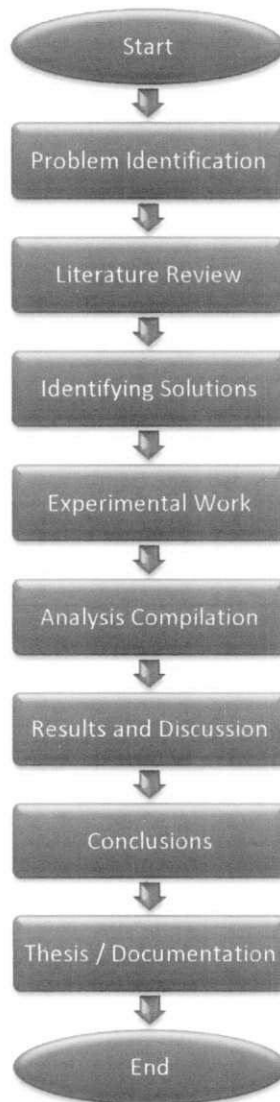 Start
Problem Identification
Literature Review
Identifying Solutions
Experimental Work
Analysis Compilation
Results and Discussion
Conclusions
Thesis / Documentation
End